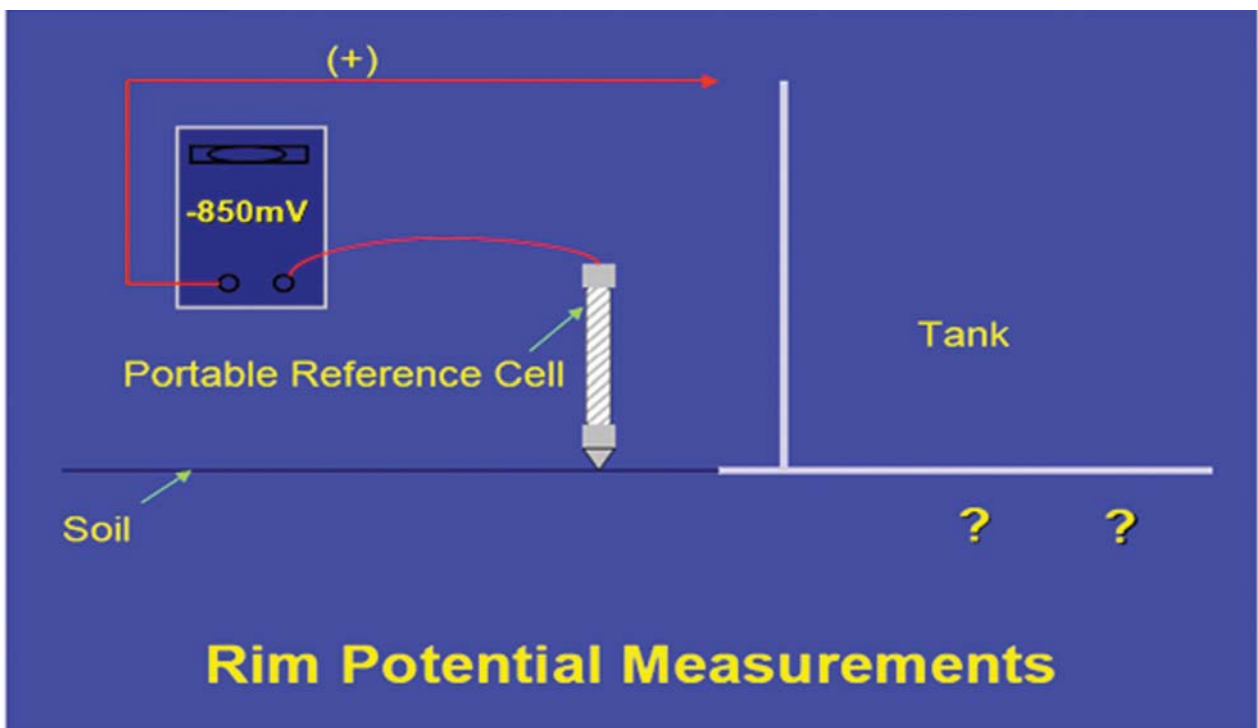 (+)
-850mV
Portable Reference Cell
Tank
Soil
? ?
Rim Potential Measurements